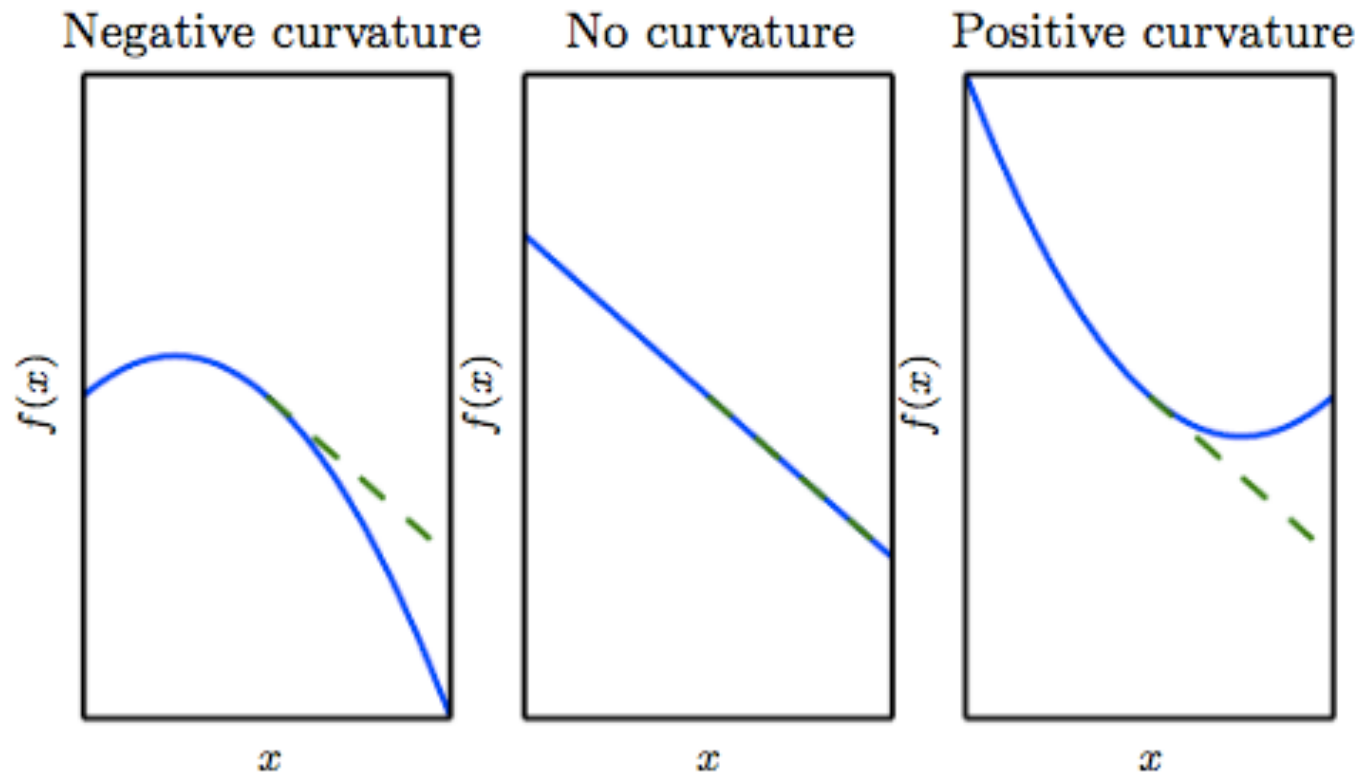 Negative curvature
No curvature
Positive curvature
f(x)
f(x)
f(x)
x
x
x